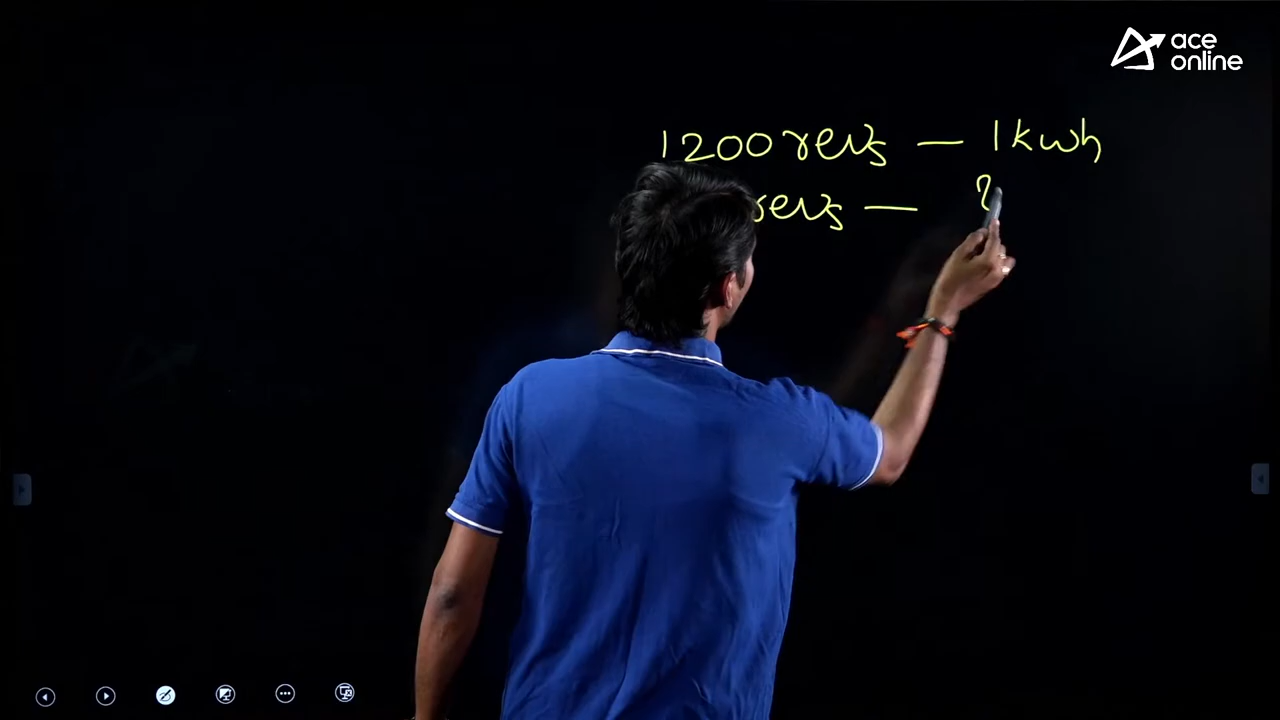 ace
online
1200 revs — 1 kwh
revs — ?